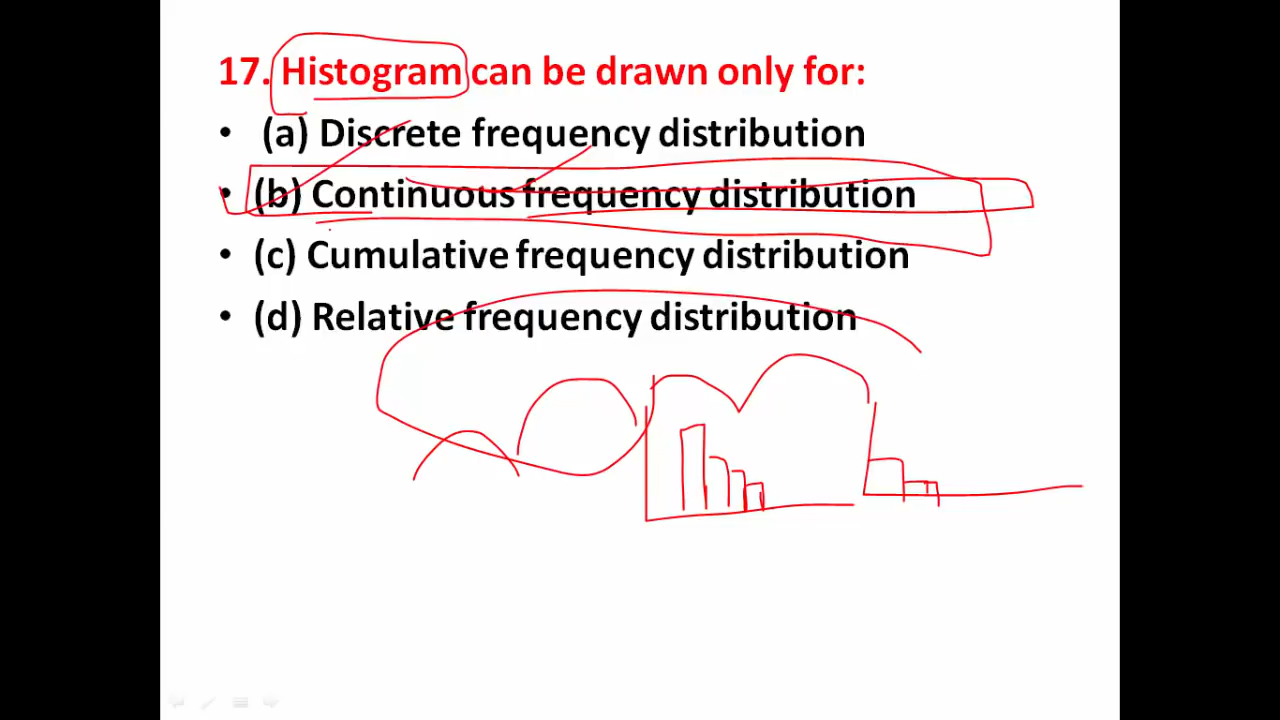 17. Histogram can be drawn only for:
• (a) Discrete frequency distribution
• (b) Continuous frequency distribution
• (c) Cumulative frequency distribution
• (d) Relative frequency distribution